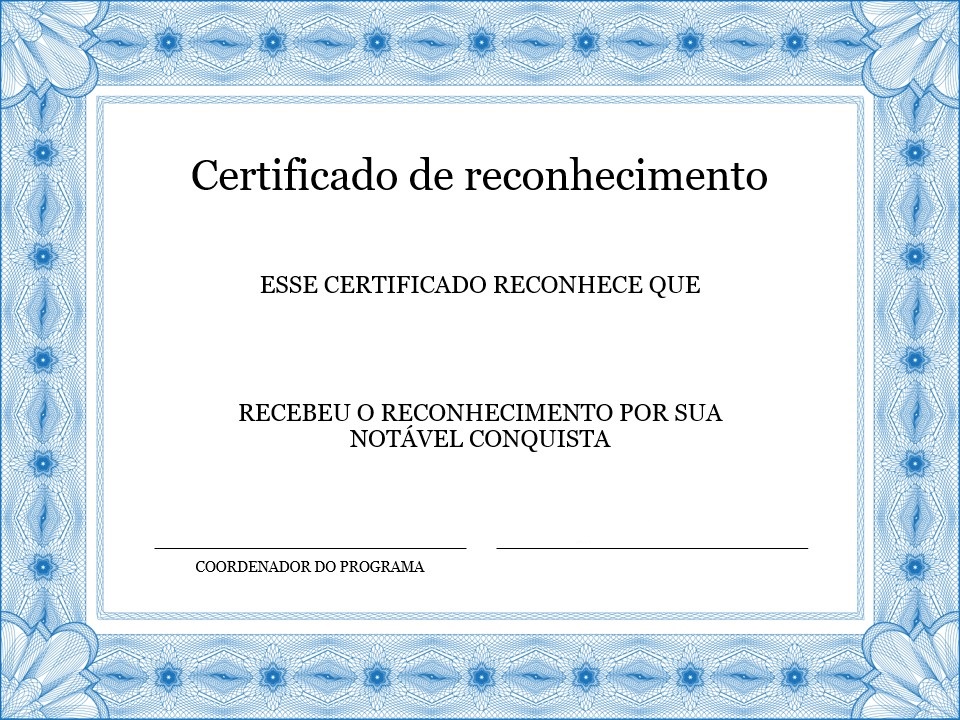 Certificado de reconhecimento
ESSE CERTIFICADO RECONHECE QUE
RECEBEU O RECONHECIMENTO POR SUA
NOTÁVEL CONQUISTA
COORDENADOR DO PROGRAMA